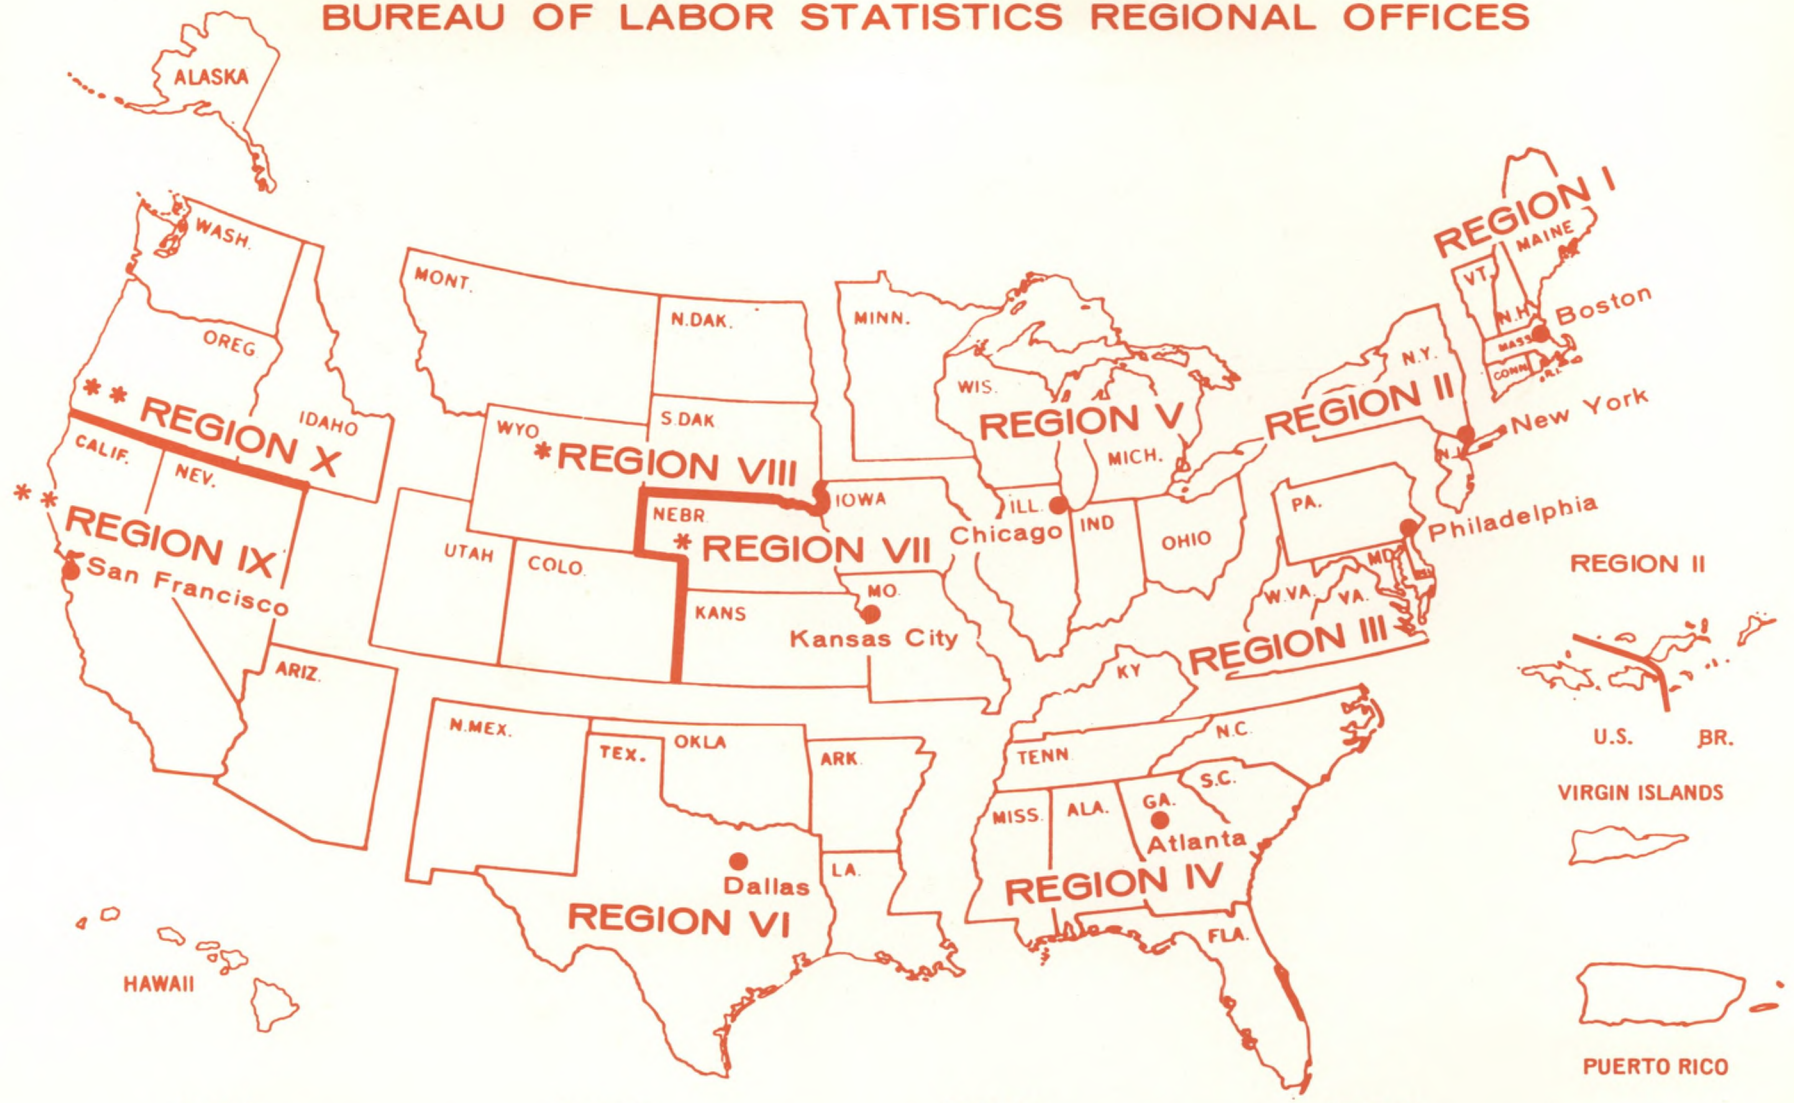 BUREAU OF LABOR STATISTICS REGIONAL OFFICES
ALASKA
REGION I
MAINE
WASH.
VT.
MONT.
N.H.
Boston
N.DAK.
MINN.
OREG.
MASS
N.Y.
CONN
R.I.
WIS.
REGION II
New York
** REGION X
IDAHO
S.DAK
WYO.
REGION V
CALIF.
NEV.
*REGION VIII
MICH.
N.J.
** REGION IX
IOWA
NEBR.
ILL.
Chicago
IND
OHIO
PA.
Philadelphia
* REGION VII
UTAH
COLO.
MD.
REGION II
San Francisco
KANS
MO.
Kansas City
W.VA.
VA.
REGION III
ARIZ.
KY
N.MEX.
TEX.
OKLA
ARK.
TENN
N.C.
U.S.
BR.
VIRGIN ISLANDS
S.C.
MISS.
ALA.
GA.
Atlanta
Dallas
LA.
REGION IV
REGION VI
FLA.
HAWAII
PUERTO RICO